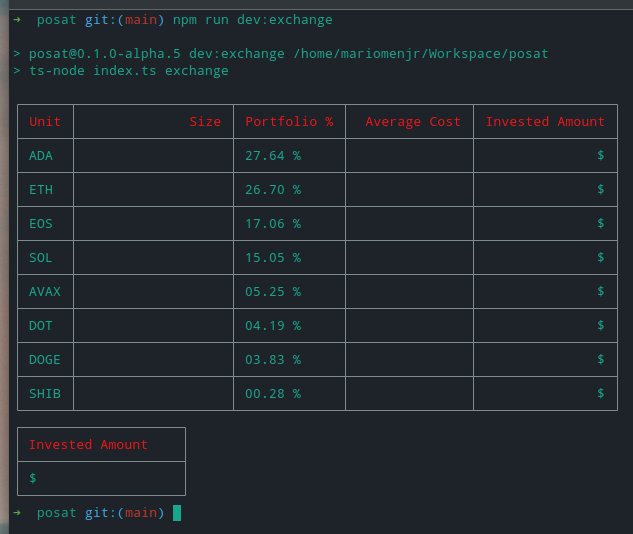 → posat git:(main) npm run dev:exchange
> posat@0.1.0-alpha.5 dev:exchange /home/mariomenjr/Workspace/posat
> ts-node index.ts exchange
Unit Size Portfolio % Average Cost Invested Amount
ADA 27.64 % $
ETH 26.70 % $
EOS 17.06 % $
SOL 15.05 % $
AVAX 05.25 % $
DOT 04.19 % $
DOGE 03.83 % $
SHIB 00.28 % $
Invested Amount
$
→ posat git:(main)